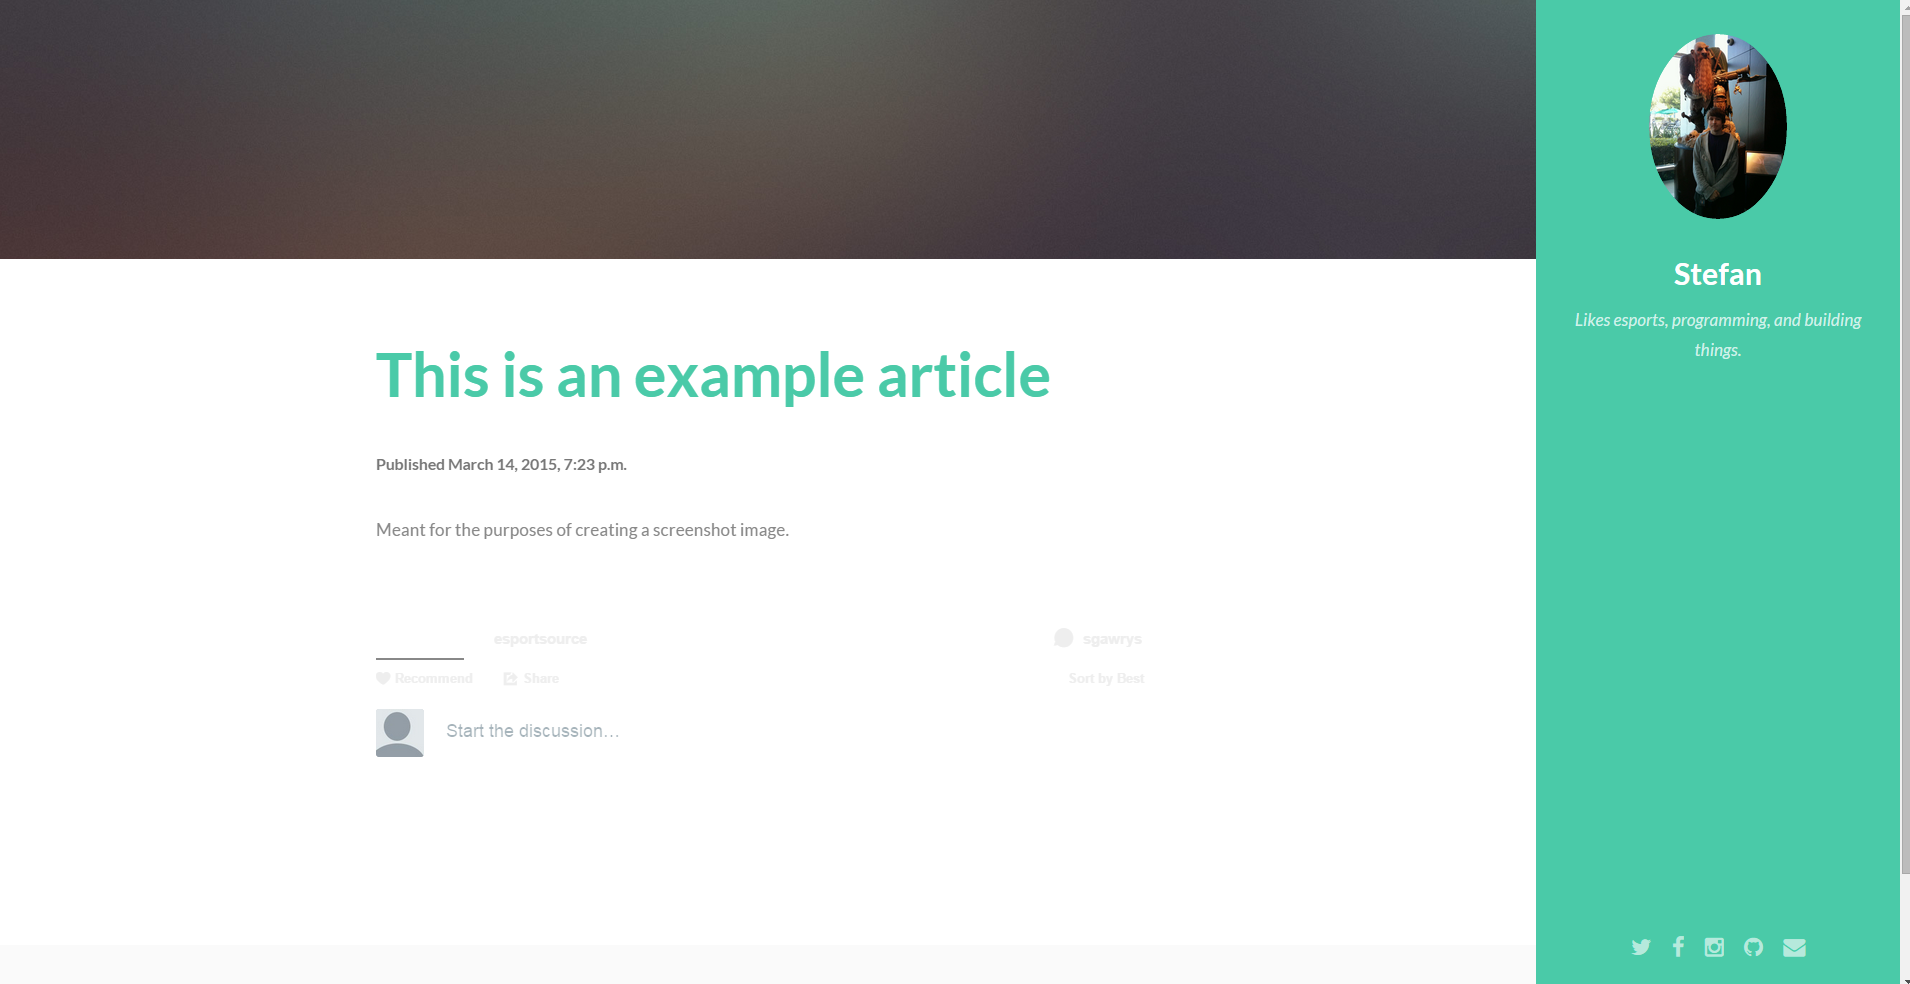 This is an example article
Published March 14, 2015, 7:23 p.m.
Meant for the purposes of creating a screenshot image.
esportsource
sgawrys
Recommend
Share
Sort by Best
Start the discussion...
Stefan
Likes esports, programming, and building
things.